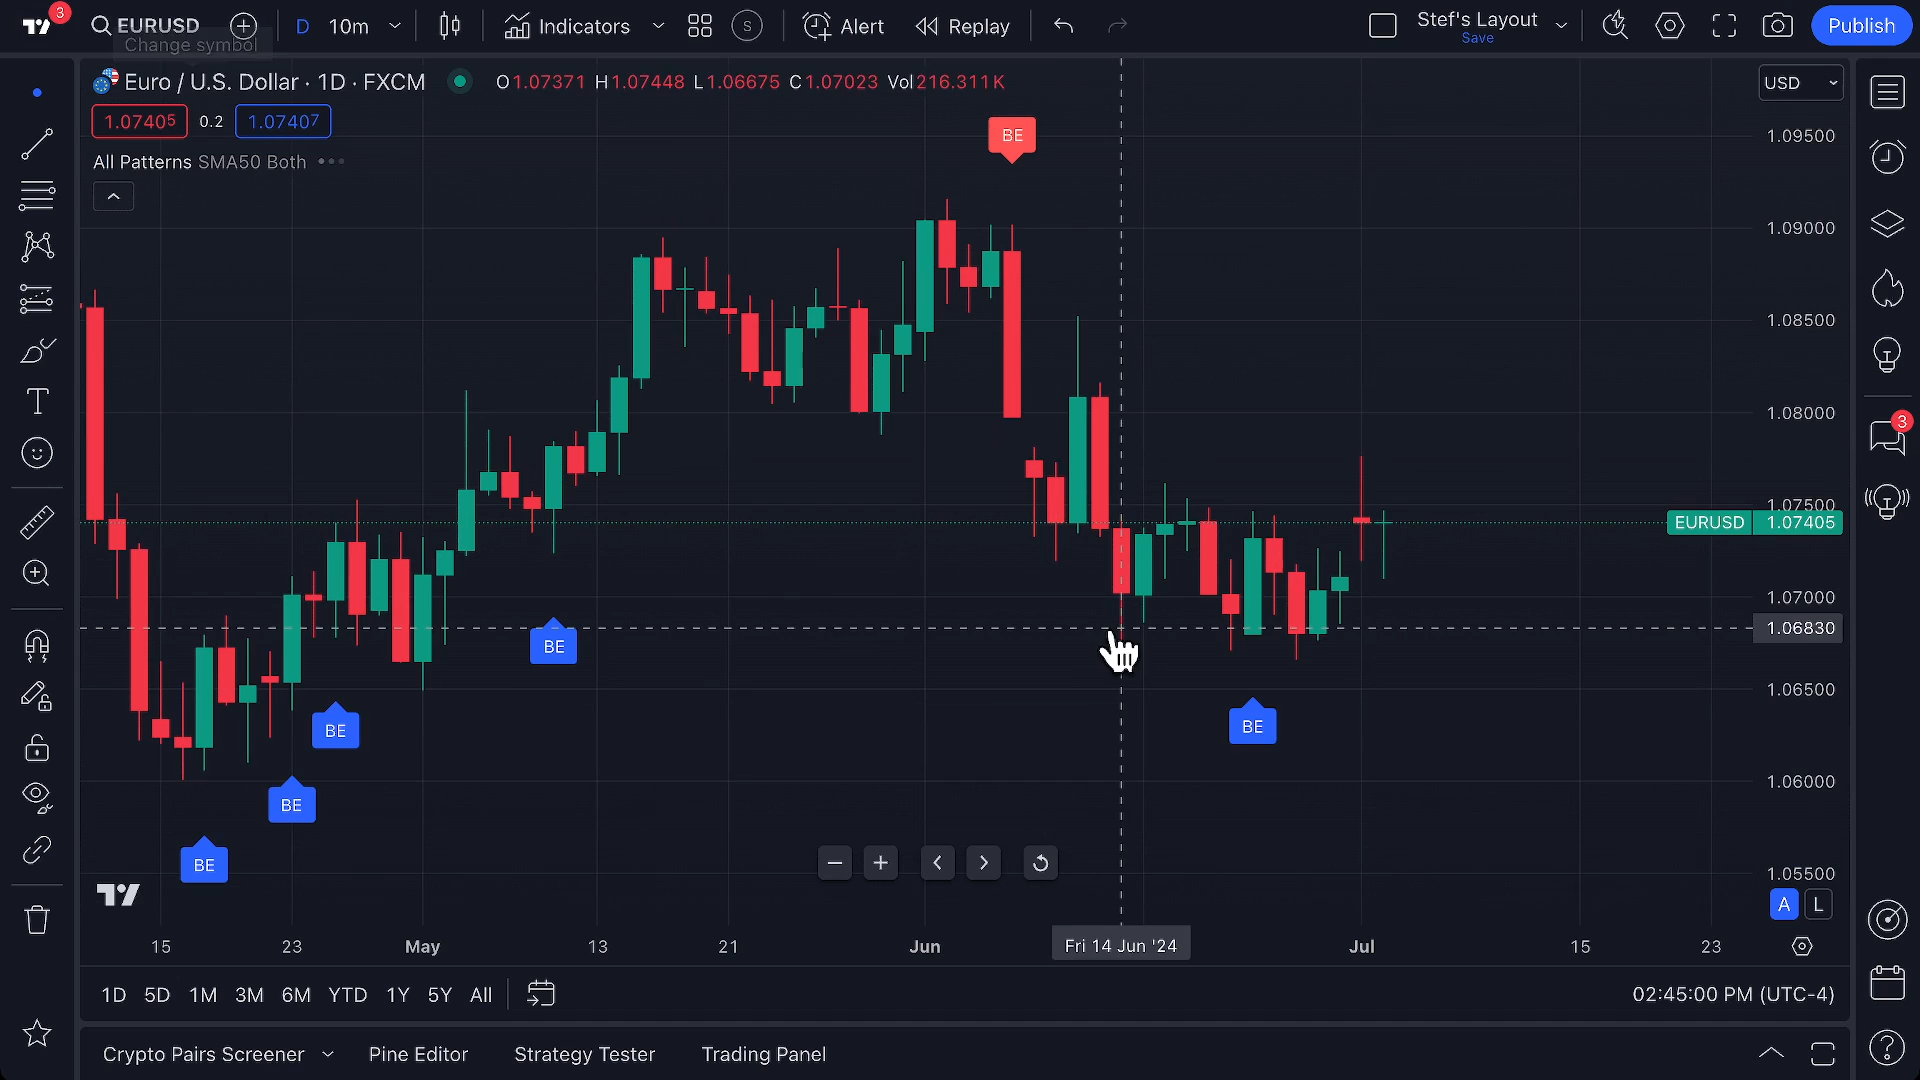 3
EURUSD
D
10m
Indicators
S
Alert
Replay
Stef's Layout
Save
Publish
Change symbol
Euro / U.S. Dollar · 1D · FXCM
O1.07371 H1.07448 L1.06675 C1.07023 Vol216.311K
USD
1.07405
0.2
1.07407
All Patterns SMA50 Both
BE
BE
BE
BE
BE
BE
1.09500
1.09000
1.08500
1.08000
1.07500
EURUSD 1.07405
1.07000
1.06830
1.06500
1.06000
1.05500
3
A
L
15
23
May
13
21
Jun
Fri 14 Jun '24
Jul
15
23
1D
5D
1M
3M
6M
YTD
1Y
5Y
All
02:45:00 PM (UTC-4)
Crypto Pairs Screener
Pine Editor
Strategy Tester
Trading Panel